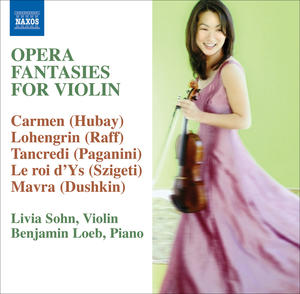 NAXOS
OPERA
FANTASIES
FOR VIOLIN
Carmen (Hubay)
Lohengrin (Raff)
Tancredi (Paganini)
Le roi d'Ys (Szigeti)
Mavra (Dushkin)
Livia Sohn, Violin
Benjamin Loeb, Piano